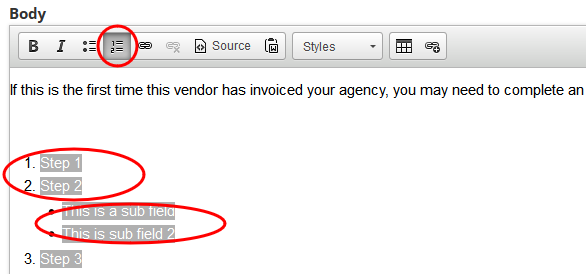 Body
B I Source Styles
If this is the first time this vendor has invoiced your agency, you may need to complete an
1. Step 1
2. Step 2
• This is a sub field
• This is sub field 2
3. Step 3